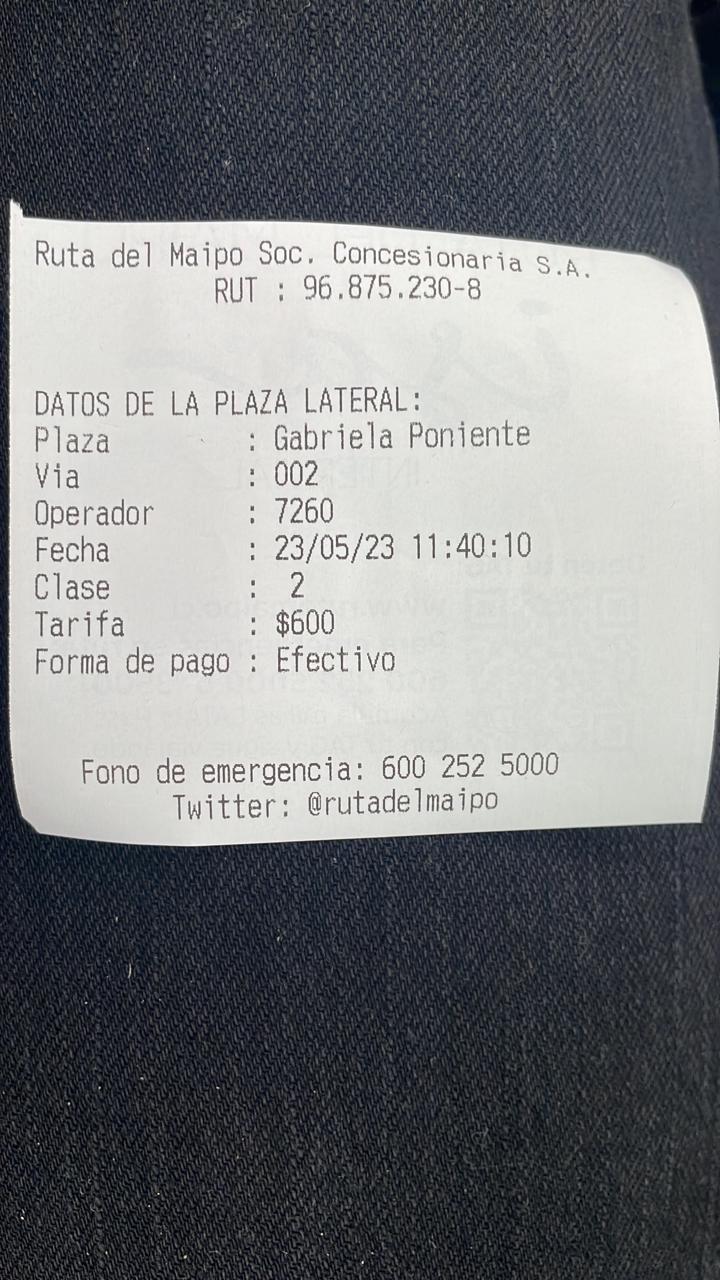 Ruta del Maipo Soc. Concesionaria S.A.
RUT : 96.875.230-8
DATOS DE LA PLAZA LATERAL:
Plaza : Gabriela Poniente
Via : 002
Operador : 7260
Fecha : 23/05/23 11:40:10
Clase : 2
Tarifa : $600
Forma de pago : Efectivo
Fono de emergencia: 600 252 5000
Twitter: @rutadelmaipo